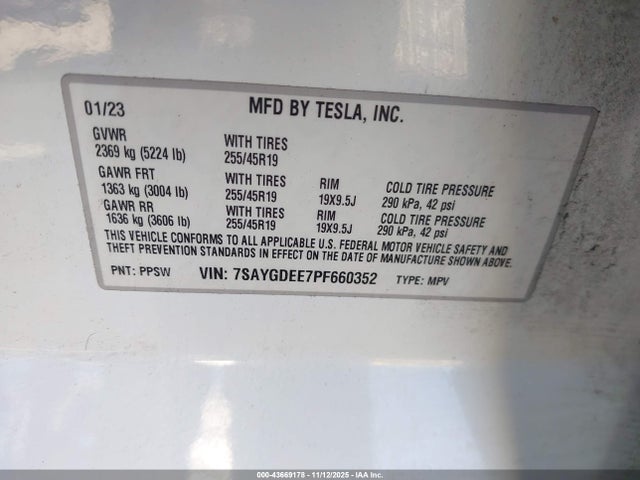 01/23 MFD BY TESLA, INC.
GVWR WITH TIRES
2369 kg (5224 lb) 255/45R19
GAWR FRT WITH TIRES RIM COLD TIRE PRESSURE
1363 kg (3004 lb) 255/45R19 19X9.5J 290 kPa, 42 psi
GAWR RR WITH TIRES RIM COLD TIRE PRESSURE
1636 kg (3606 lb) 255/45R19 19X9.5J 290 kPa, 42 psi
THIS VEHICLE CONFORMS TO ALL APPLICABLE U.S. FEDERAL MOTOR VEHICLE SAFETY AND
THEFT PREVENTION STANDARDS IN EFFECT ON THE DATE OF MANUFACTURE SHOWN ABOVE.
PNT: PPSW VIN: 7SAYGDEE7PF660352 TYPE: MPV
000-43669178 - 11/12/2025 - IAA Inc.